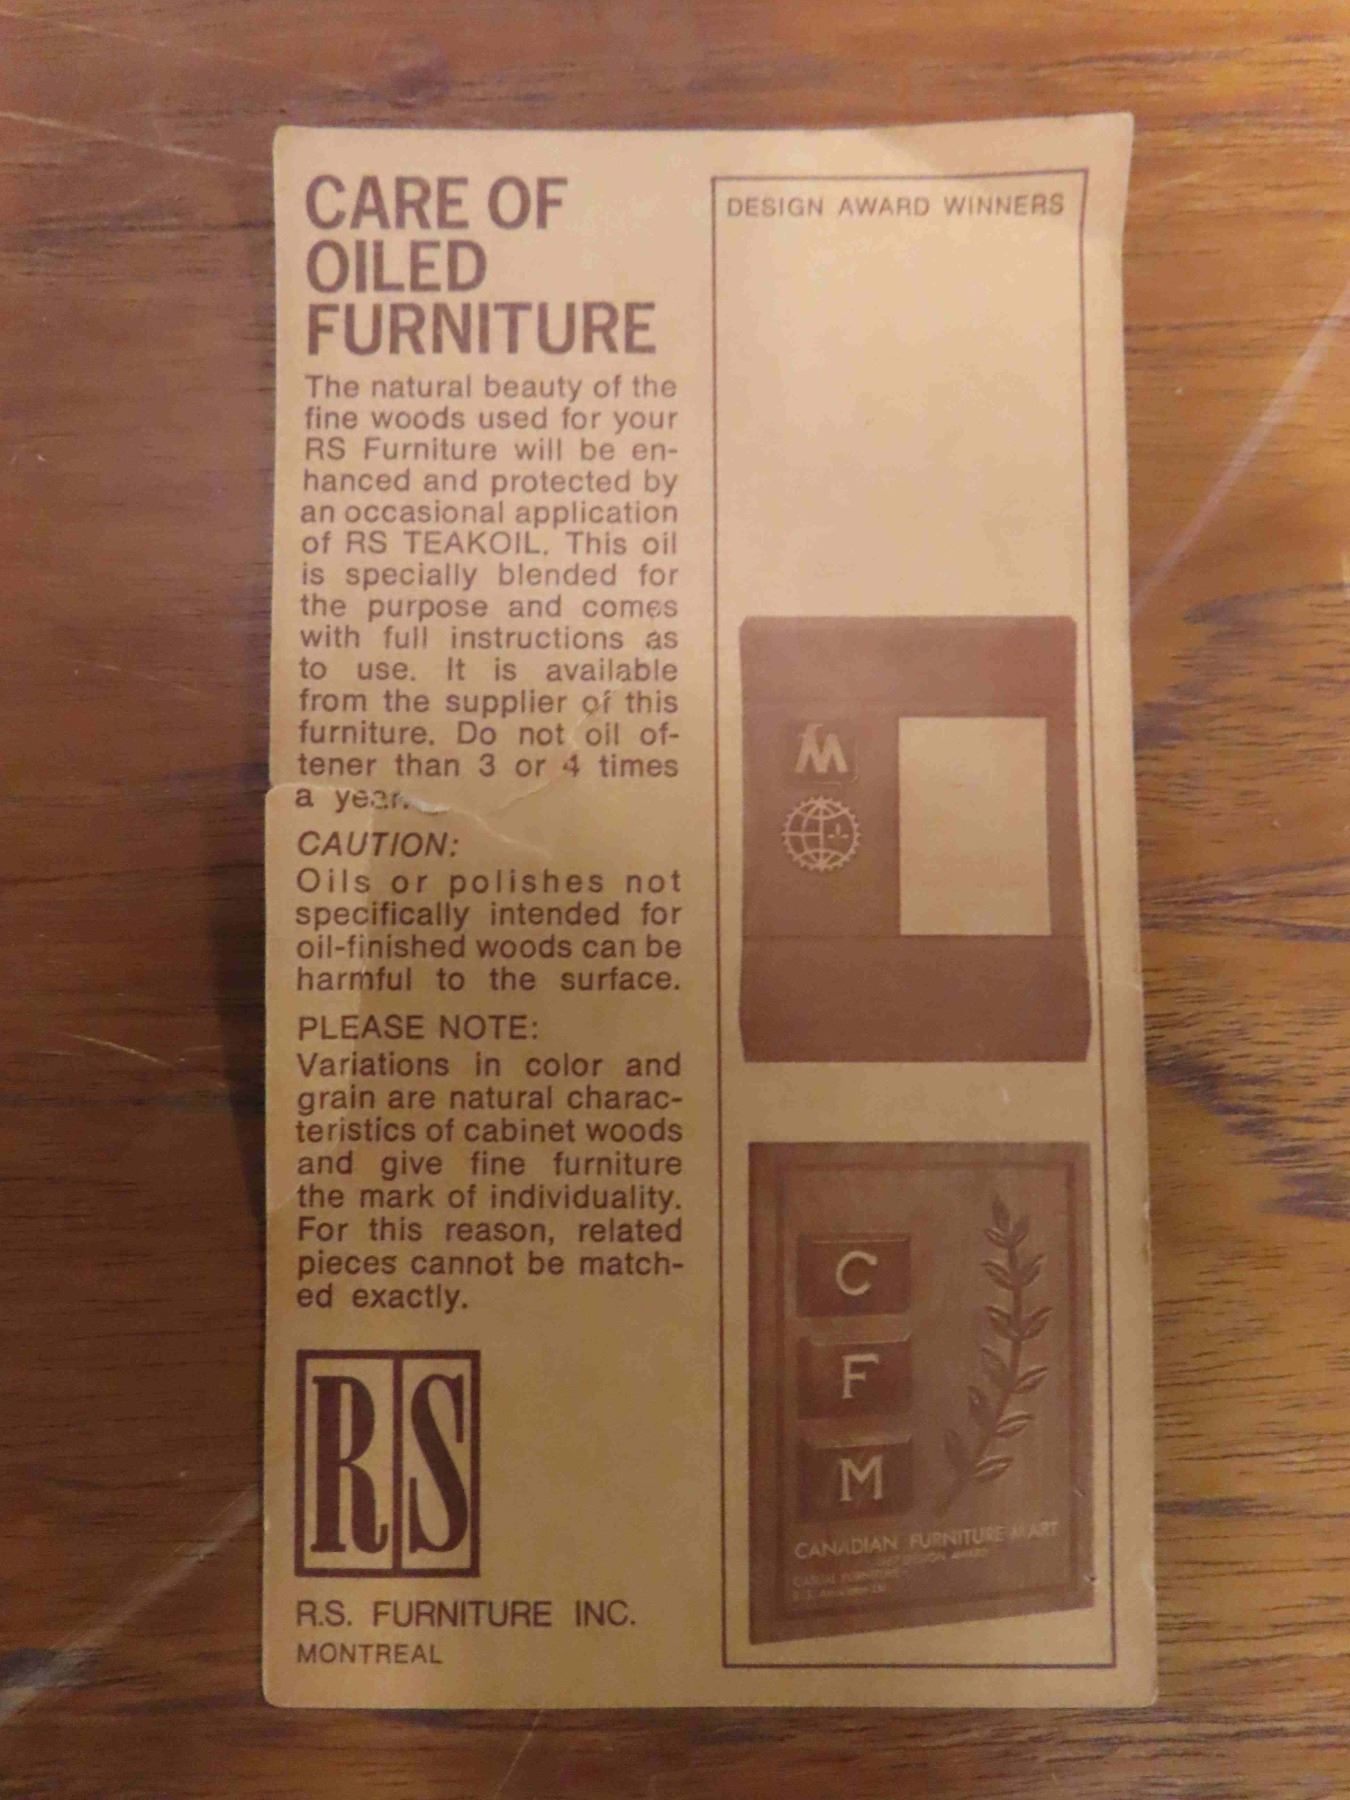 CARE OF
OILED
FURNITURE
The natural beauty of the
fine woods used for your
RS Furniture will be en-
hanced and protected by
an occasional application
of RS TEAKOIL. This oil
is specially blended for
the purpose and comes
with full instructions as
to use. It is available
from the supplier of this
furniture. Do not oil of-
tener than 3 or 4 times
a year.
CAUTION:
Oils or polishes not
specifically intended for
oil-finished woods can be
harmful to the surface.
PLEASE NOTE:
Variations in color and
grain are natural charac-
teristics of cabinet woods
and give fine furniture
the mark of individuality.
For this reason, related
pieces cannot be match-
ed exactly.
RS
R.S. FURNITURE INC.
MONTREAL
DESIGN AWARD WINNERS
M
C
F
M
CANADIAN FURNITURE MART
DESIGN AWARD